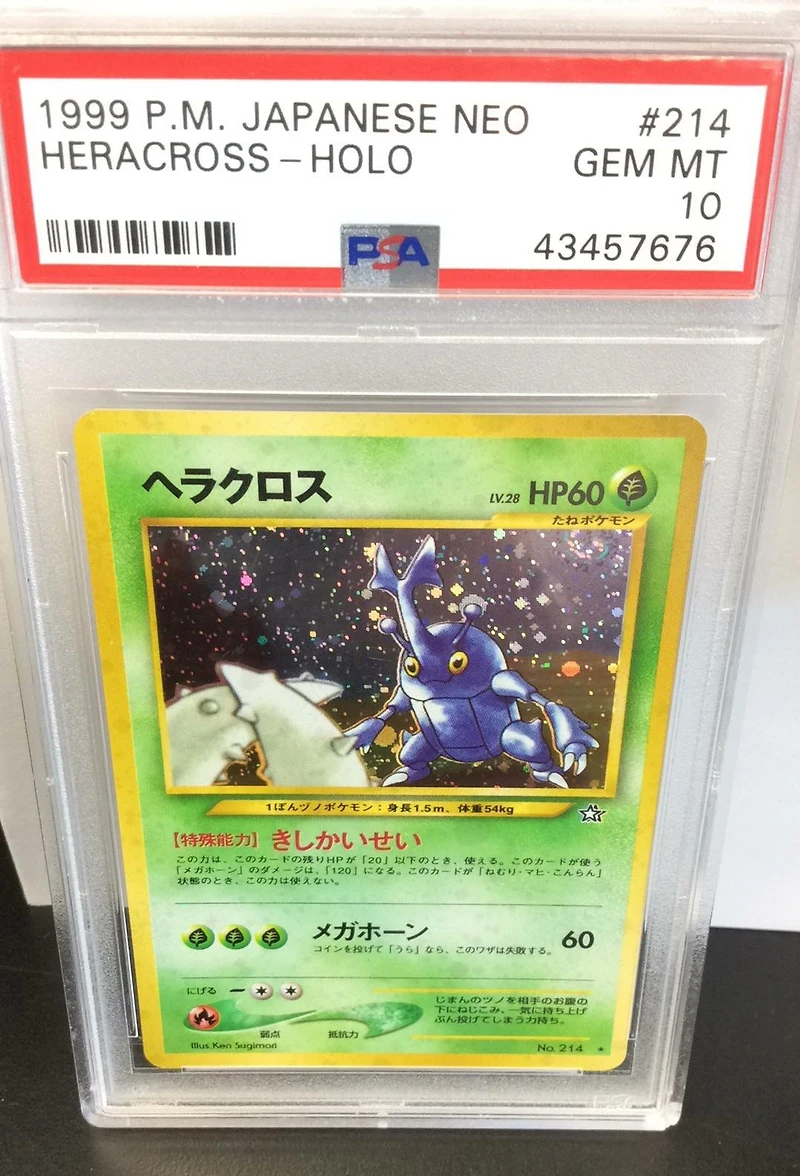 1999 P.M. JAPANESE NEO #214
HERACROSS – HOLO GEM MT
10
PSA 43457676
ヘラクロス LV.28 HP60
たねポケモン
1ぽんヅノポケモン:身長1.5m、体重54kg
【特殊能力】きしかいせい
この力は、このカードの残りHPが「20」以下のとき、使える。このカードが使う
「メガホーン」のダメージは、「120」になる。このカードが「ねむり・マヒ・こんらん」
状態のとき、この力は使えない。
メガホーン 60
コインを投げて「うら」なら、このワザは失敗する。
にげる
弱点 抵抗力
じまんのツノを相手のお腹の
下にねじこみ、一気に持ち上げ
ぶん投げてしまう力持ち。
Illus. Ken Sugimori No. 214 ★